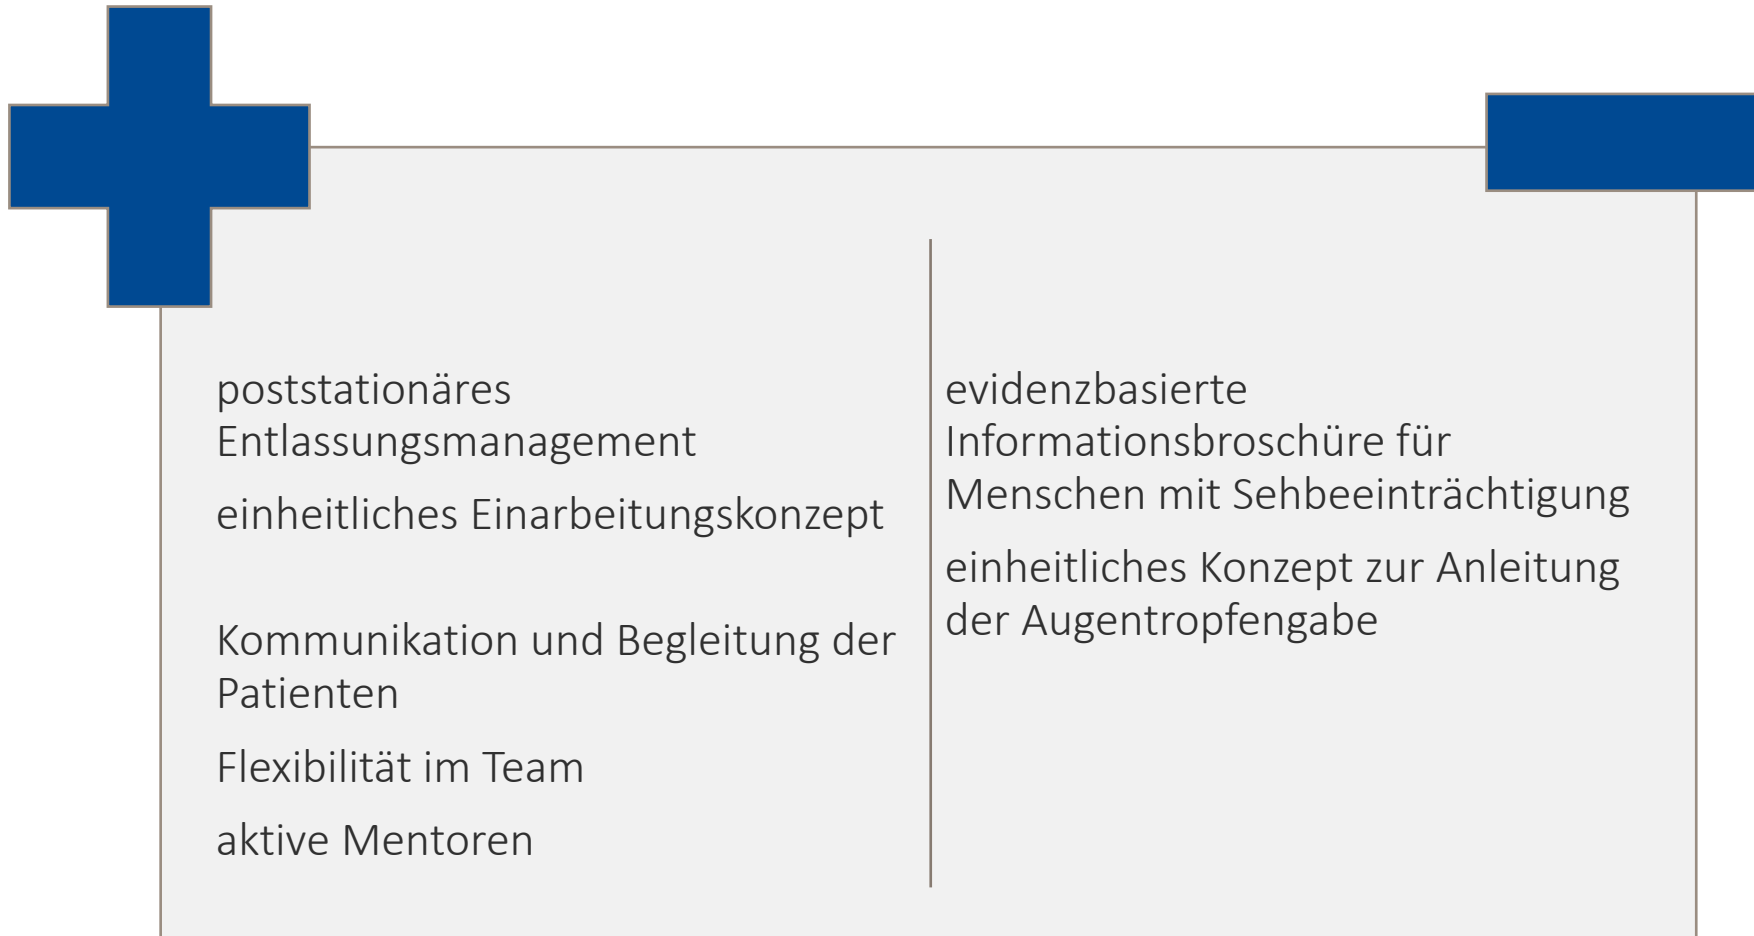 poststationäres
Entlassungsmanagement
einheitliches Einarbeitungskonzept
Kommunikation und Begleitung der
Patienten
Flexibilität im Team
aktive Mentoren
evidenzbasierte
Informationsbroschüre für
Menschen mit Sehbeeinträchtigung
einheitliches Konzept zur Anleitung
der Augentropfengabe